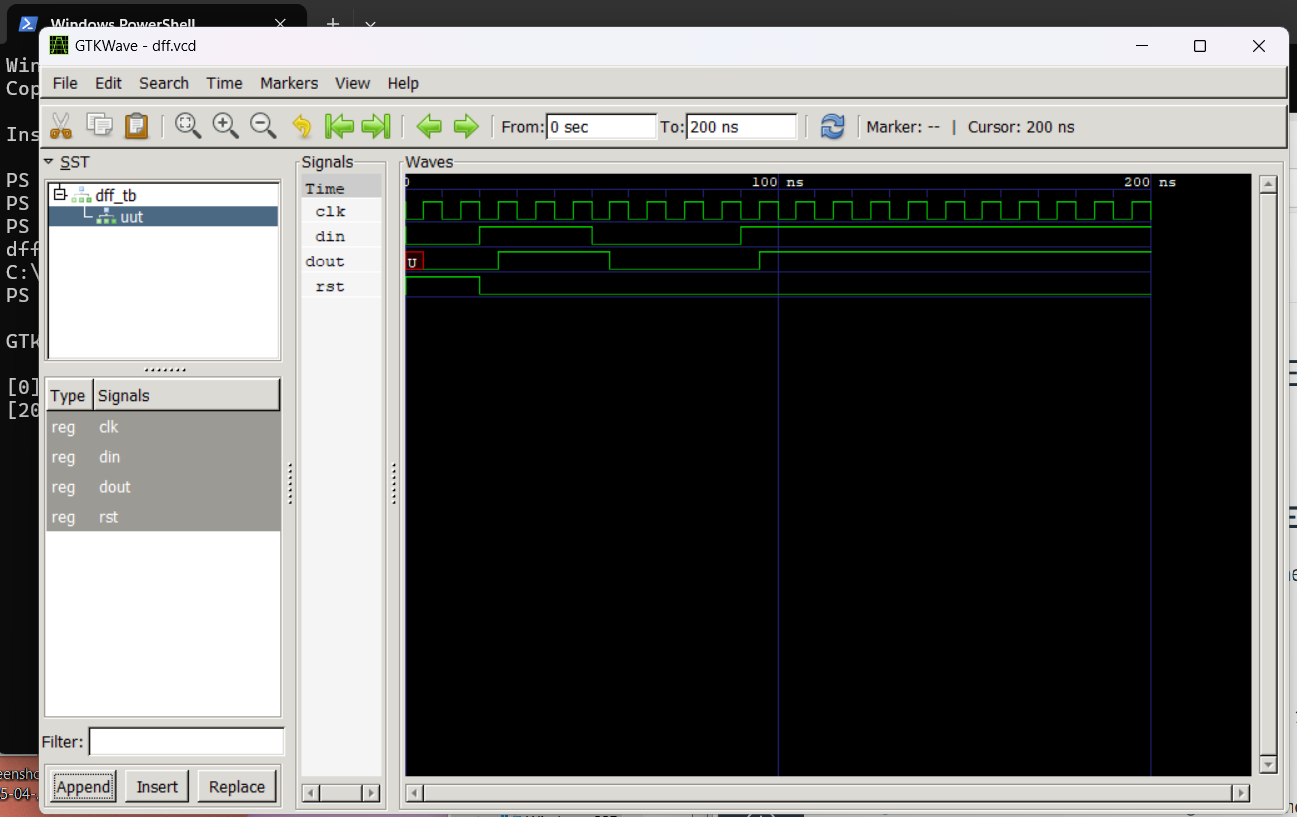 Windows PowerShell
GTKWave - dff.vcd
Win
Cop
File Edit Search Time Markers View Help
From: 0 sec To: 200 ns Marker: -- | Cursor: 200 ns
Ins
SST Signals Waves
PS dff_tb Time 0 100 ns 200 ns
PS uut clk
PS din
dff dout U
C:\ rst
PS
GTK
[0]
[20
Type Signals
reg clk
reg din
reg dout
reg rst
Filter:
Append Insert Replace